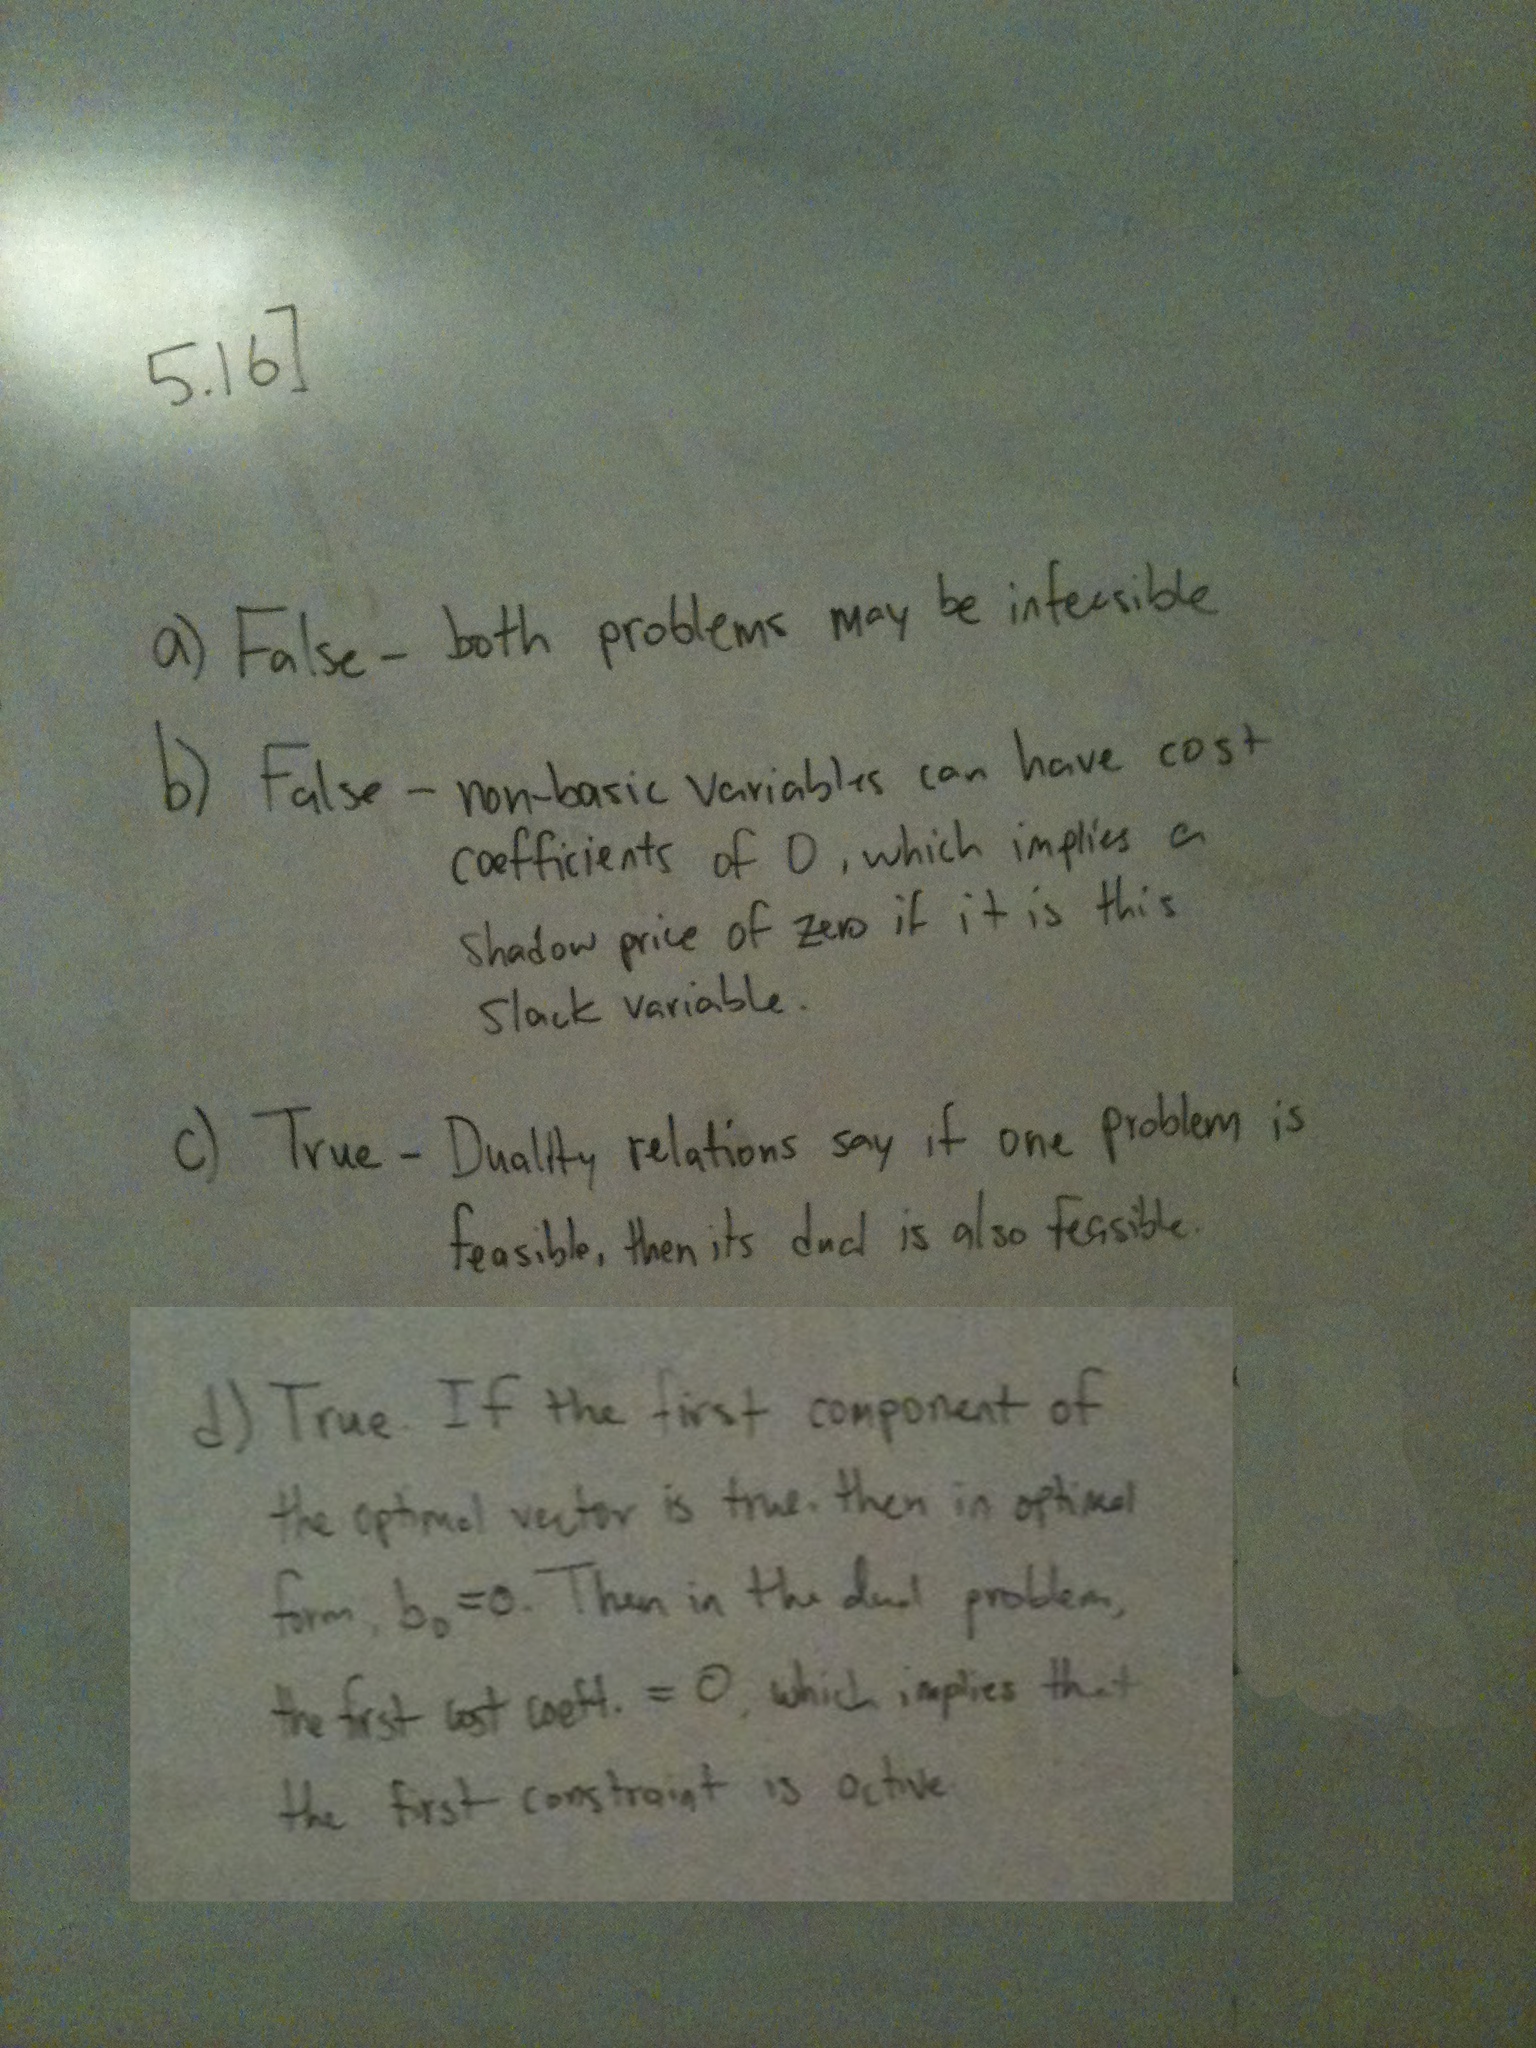 5.16]
a) False - both problems may be infeasible
b) False - non-basic variables can have cost
coefficients of 0, which implies a
shadow price of zero if it is this
slack variable.
c) True - Duality relations say if one problem is
feasible, then its dual is also feasible.
d) True. If the first component of
the optimal vector is true. then in optimal
form, b₀=0. Then in the dual problem,
the first cost coeff. = 0, which implies that
the first constraint is active